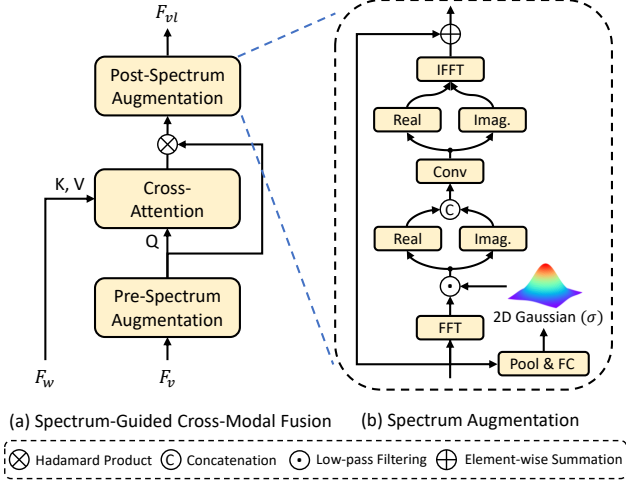 F_vl
Post-Spectrum
Augmentation
K, V
Cross-
Attention
Q
Pre-Spectrum
Augmentation
F_w
F_v
IFFT
Real
Imag.
Conv
C
Real
Imag.
2D Gaussian (σ)
FFT
Pool & FC
(a) Spectrum-Guided Cross-Modal Fusion
(b) Spectrum Augmentation
Hadamard Product
C Concatenation
Low-pass Filtering
Element-wise Summation